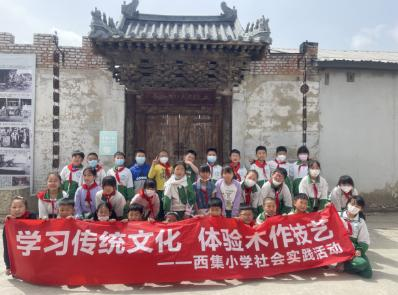 学习传统文化 体验木作技艺
——西集小学社会实践活动